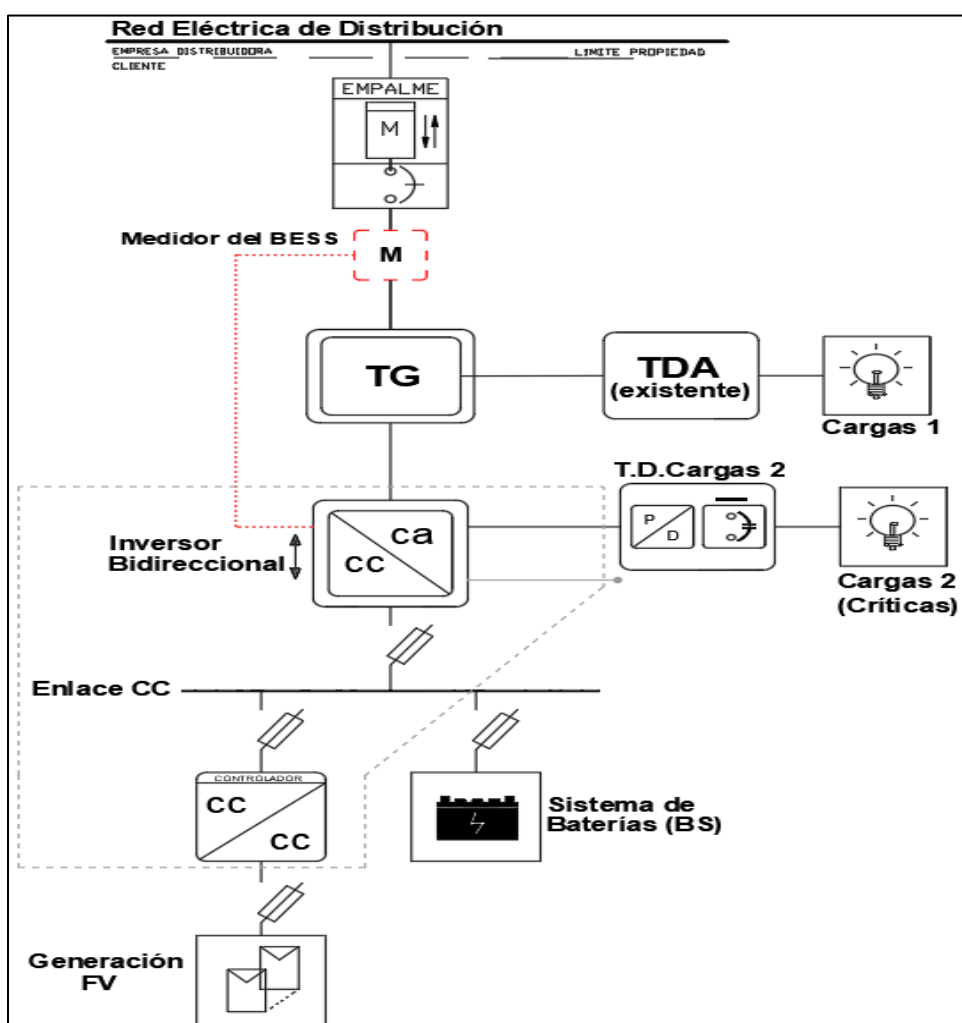 Red Eléctrica de Distribución
EMPRESA DISTRIBUIDORA
LIMITE PROPIEDAD
CLIENTE
EMPALME
M
Medidor del BESS
M
TG
TDA
(existente)
Cargas 1
T.D.Cargas 2
P
D
Cargas 2
(Críticas)
Inversor
Bidireccional
ca
CC
Enlace CC
CONTROLADOR
CC
CC
Sistema de
Baterías (BS)
Generación
FV